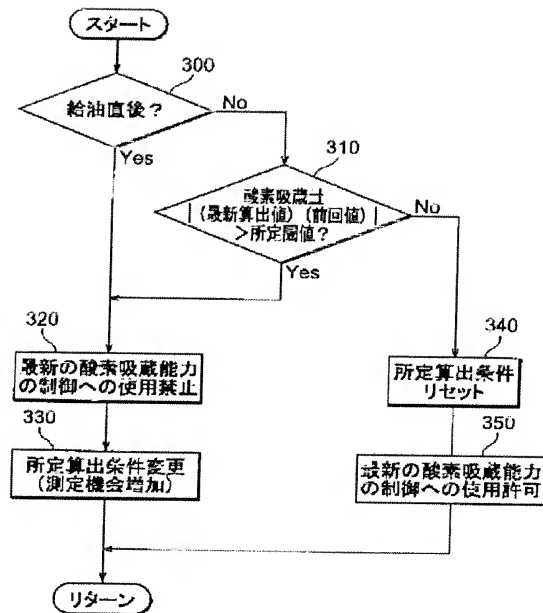 スタート
300
給油直後？
No
Yes
310
酸素吸蔵
|(最新算出値) (前回値)|
＞所定閾値？
No
Yes
320
最新の酸素吸蔵能力
の制御への使用禁止
340
所定算出条件
リセット
330
所定算出条件変更
(測定機会増加)
350
最新の酸素吸蔵能力
の制御への使用許可
リターン